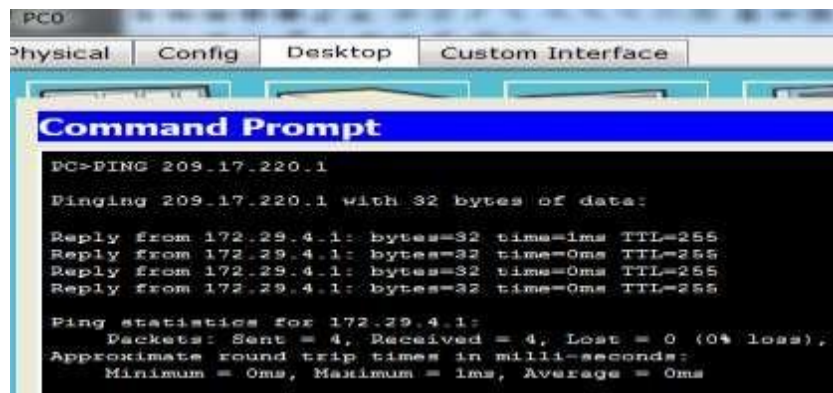 PC0
Physical Config Desktop Custom Interface
Command Prompt
PC>PING 209.17.220.1
Pinging 209.17.220.1 with 32 bytes of data:
Reply from 172.29.4.1: bytes=32 time=1ms TTL=255
Reply from 172.29.4.1: bytes=32 time=0ms TTL=255
Reply from 172.29.4.1: bytes=32 time=0ms TTL=255
Reply from 172.29.4.1: bytes=32 time=0ms TTL=255
Ping statistics for 172.29.4.1:
Packets: Sent = 4, Received = 4, Lost = 0 (0% loss),
Approximate round trip times in milli-seconds:
Minimum = 0ms, Maximum = 1ms, Average = 0ms